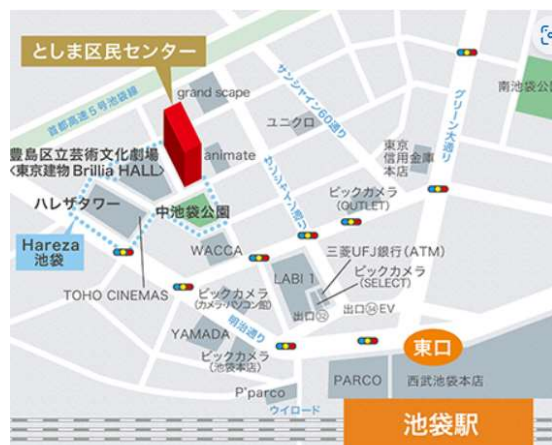 としま区民センター
首都高速5号池袋線
grand scape
サンシャイン60通り
グリーン大通り
南池袋公園
ユニクロ
豊島区立芸術文化劇場
<東京建物 Brillia HALL>
animate
サンシャイン通り
東京
信用金庫
本店
ハレザタワー
中池袋公園
ビックカメラ
(OUTLET)
Hareza
池袋
WACCA
三菱UFJ銀行(ATM)
LABI 1
ビックカメラ
(SELECT)
TOHO CINEMAS
ビックカメラ
(カメラ・パソコン館)
出口
出口 EV
YAMADA
明治通り
ビックカメラ
(池袋本店)
東口
P'parco
PARCO
西武池袋本店
ウイロード
池袋駅